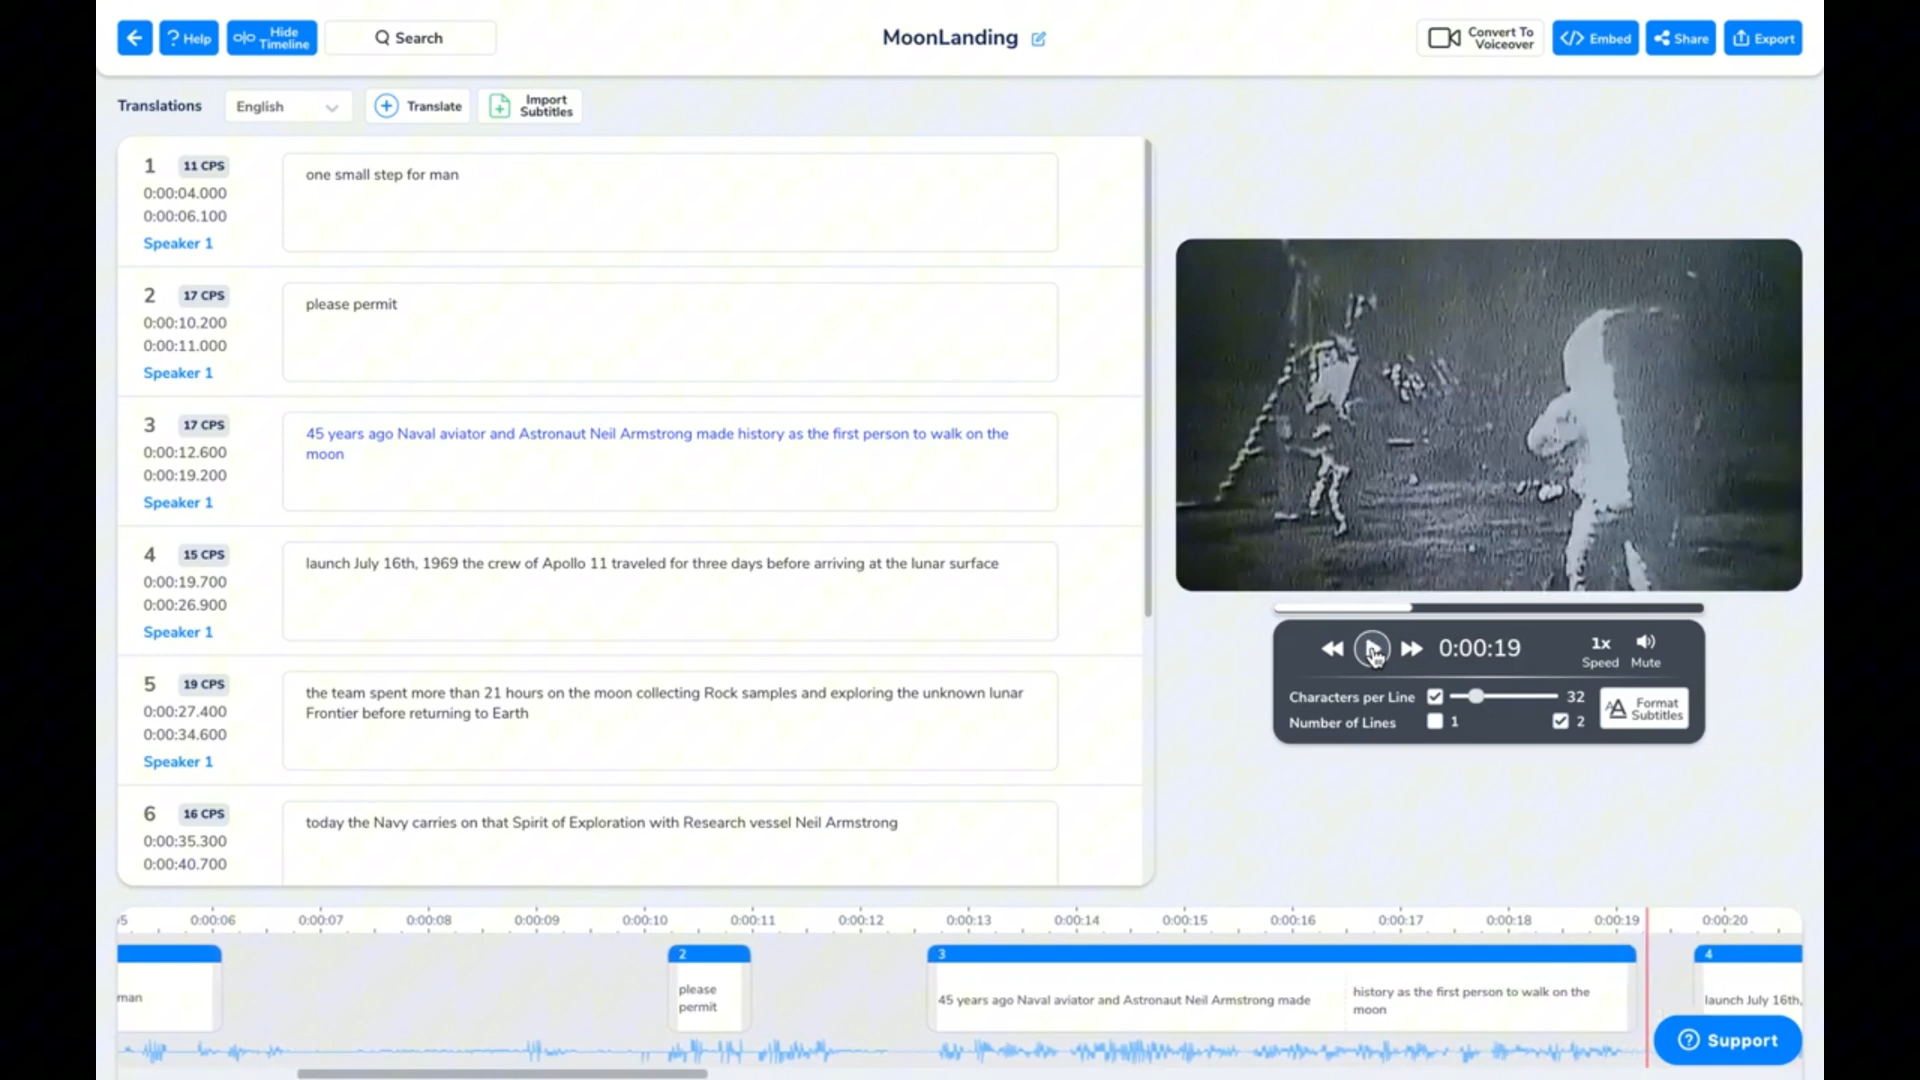 Help
Hide
Timeline
Search
MoonLanding
Convert To
Voiceover
Embed
Share
Export
Translations
English
Translate
Import
Subtitles
1
11 CPS
0:00:04.000
0:00:06.100
Speaker 1
one small step for man
2
17 CPS
0:00:10.200
0:00:11.000
Speaker 1
please permit
3
17 CPS
0:00:12.600
0:00:19.200
Speaker 1
45 years ago Naval aviator and Astronaut Neil Armstrong made history as the first person to walk on the
moon
4
15 CPS
0:00:19.700
0:00:26.900
Speaker 1
launch July 16th, 1969 the crew of Apollo 11 traveled for three days before arriving at the lunar surface
5
19 CPS
0:00:27.400
0:00:34.600
Speaker 1
the team spent more than 21 hours on the moon collecting Rock samples and exploring the unknown lunar
Frontier before returning to Earth
6
16 CPS
0:00:35.300
0:00:40.700
today the Navy carries on that Spirit of Exploration with Research vessel Neil Armstrong
0:00:19
1x
Speed
Mute
Characters per Line
32
Number of Lines
1
2
Format
Subtitles
0:00:06 0:00:07 0:00:08 0:00:09 0:00:10 0:00:11 0:00:12 0:00:13 0:00:14 0:00:15 0:00:16 0:00:17 0:00:18 0:00:19 0:00:20
man
2
please
permit
3
45 years ago Naval aviator and Astronaut Neil Armstrong made
history as the first person to walk on the
moon
4
launch July 16th,
Support